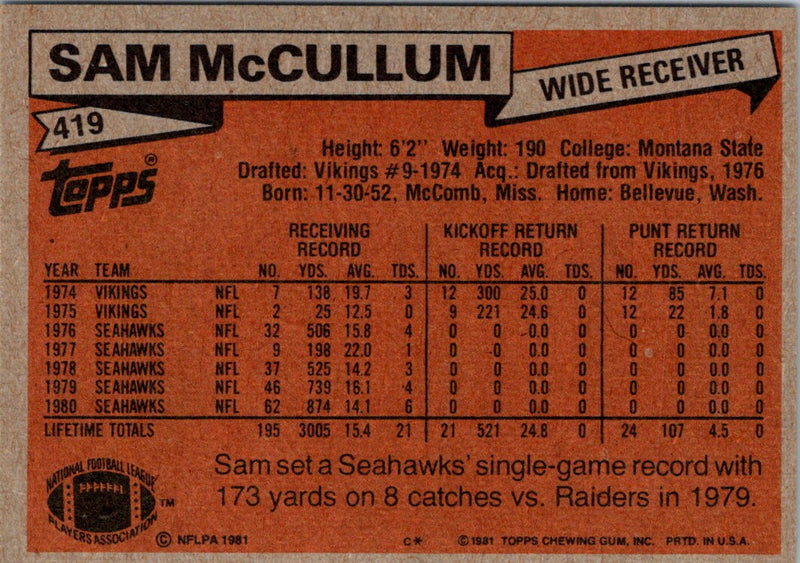 SAM McCULLUM
WIDE RECEIVER
419
topps®
Height: 6'2" Weight: 190 College: Montana State
Drafted: Vikings #9-1974 Acq.: Drafted from Vikings, 1976
Born: 11-30-52, McComb, Miss. Home: Bellevue, Wash.
RECEIVING RECORD KICKOFF RETURN RECORD PUNT RETURN RECORD
YEAR TEAM NO. YDS. AVG. TDS. NO. YDS. AVG. TDS. NO. YDS. AVG. TDS.
1974 VIKINGS NFL 7 138 19.7 3 12 300 25.0 0 12 85 7.1 0
1975 VIKINGS NFL 2 25 12.5 0 9 221 24.6 0 12 22 1.8 0
1976 SEAHAWKS NFL 32 506 15.8 4 0 0 0 0 0 0 0 0
1977 SEAHAWKS NFL 9 198 22.0 1 0 0 0 0 0 0 0 0
1978 SEAHAWKS NFL 37 525 14.2 3 0 0 0 0 0 0 0 0
1979 SEAHAWKS NFL 46 739 16.1 4 0 0 0 0 0 0 0 0
1980 SEAHAWKS NFL 62 874 14.1 6 0 0 0 0 0 0 0 0
LIFETIME TOTALS 195 3005 15.4 21 21 521 24.8 0 24 107 4.5 0
Sam set a Seahawks' single-game record with
173 yards on 8 catches vs. Raiders in 1979.
NATIONAL FOOTBALL LEAGUE
PLAYERS ASSOCIATION
TM
© NFLPA 1981 C* © 1981 TOPPS CHEWING GUM, INC. PRTD. IN U.S.A.